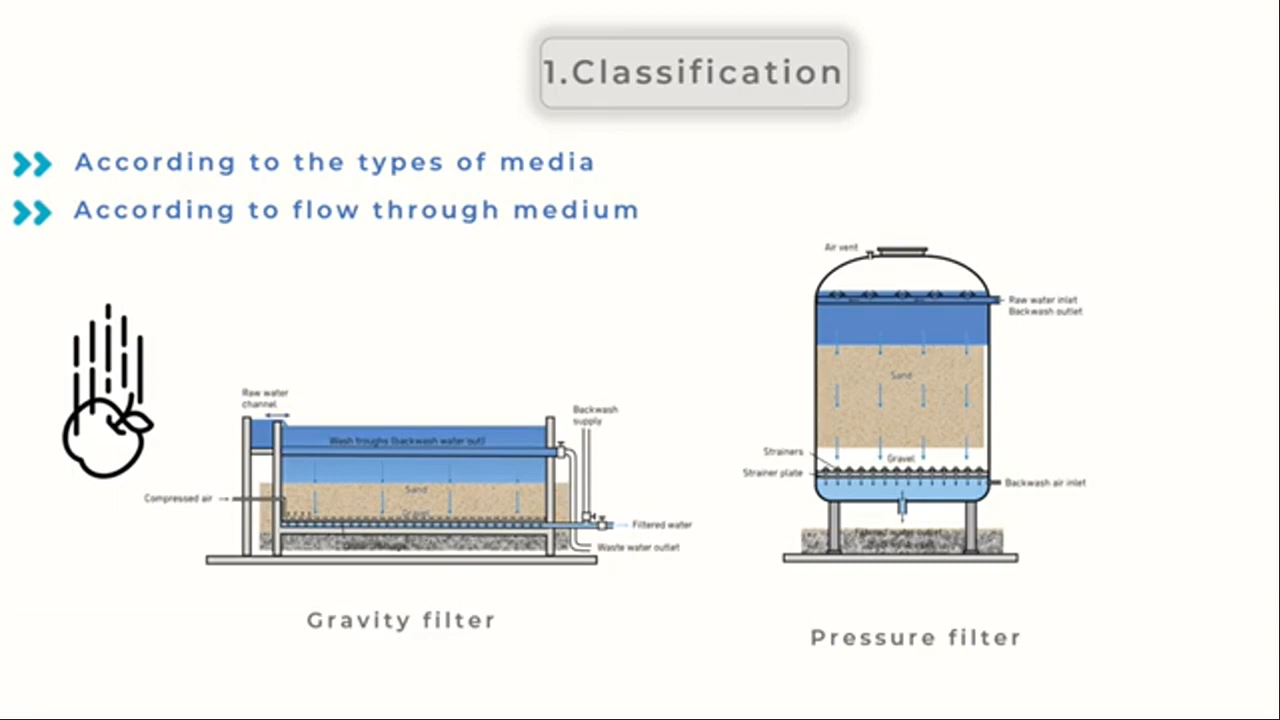 1.Classification
According to the types of media
According to flow through medium
Air vent
Raw water inlet
Backwash outlet
Sand
Strainers
Gravel
Strainer plate
Backwash air inlet
Raw water
channel
Backwash
supply
Wash troughs (backwash water out)
Sand
Compressed air
Gravel
Filtered water
Waste water outlet
Gravity filter
Pressure filter